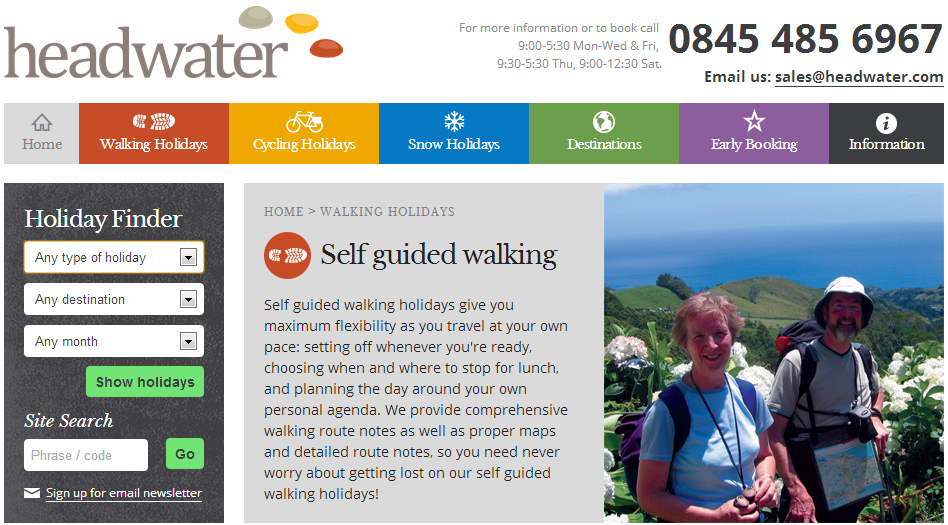 headwater
For more information or to book call
9:00-5:30 Mon-Wed & Fri,
9:30-5:30 Thu, 9:00-12:30 Sat.
0845 485 6967
Email us: sales@headwater.com
Home
Walking Holidays
Cycling Holidays
Snow Holidays
Destinations
Early Booking
Information
Holiday Finder
Any type of holiday
Any destination
Any month
Show holidays
Site Search
Phrase / code
Go
Sign up for email newsletter
HOME > WALKING HOLIDAYS
Self guided walking
Self guided walking holidays give you
maximum flexibility as you travel at your own
pace: setting off whenever you're ready,
choosing when and where to stop for lunch,
and planning the day around your own
personal agenda. We provide comprehensive
walking route notes as well as proper maps
and detailed route notes, so you need never
worry about getting lost on our self guided
walking holidays!